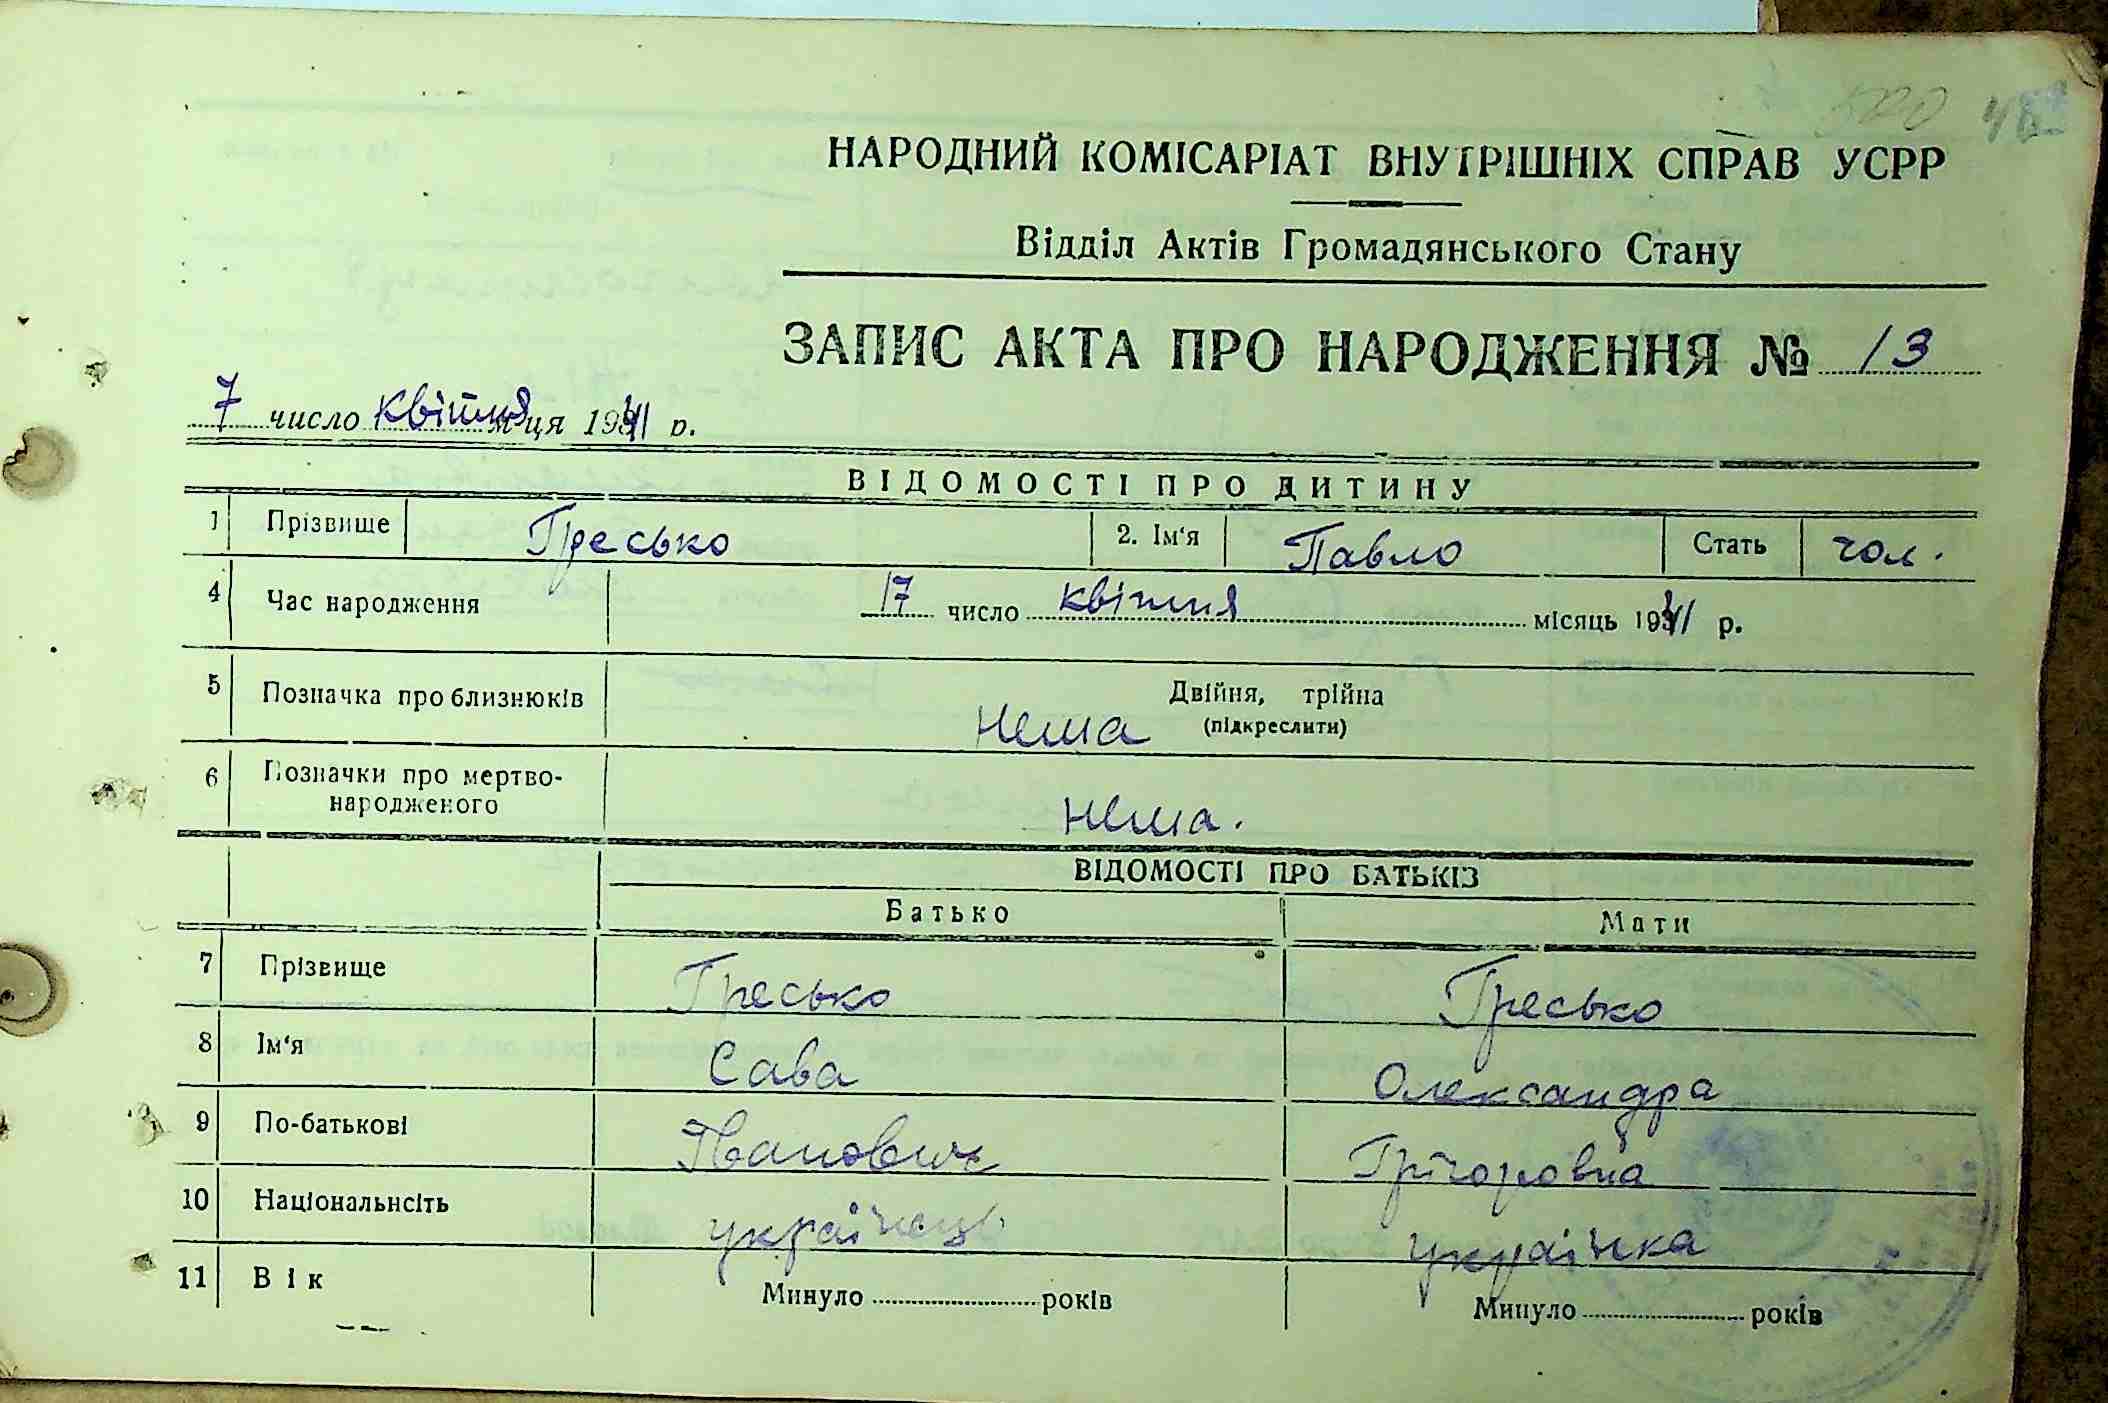 НАРОДНИЙ КОМІСАРІАТ ВНУТРІШНІХ СПРАВ УСРР
Відділ Актів Громадянського Стану
ЗАПИС АКТА ПРО НАРОДЖЕННЯ № 13
7 число квітня м-ця 1941 р.
ВІДОМОСТІ ПРО ДИТИНУ
1 Прізвище Гресько 2. Ім'я Павло Стать чол.
4 Час народження 17 число квітня місяць 1941 р.
5 Позначка про близнюків Двійня, трійна
нема (підкреслити)
6 Позначки про мертво-
народженого нема.
ВІДОМОСТІ ПРО БАТЬКІВ
Батько Мати
7 Прізвище Гресько Гресько
8 Ім'я Сава Олександра
9 По-батькові Іванович Грігоровна
10 Національнсіть українець українка
11 Вік Минуло років Минуло років